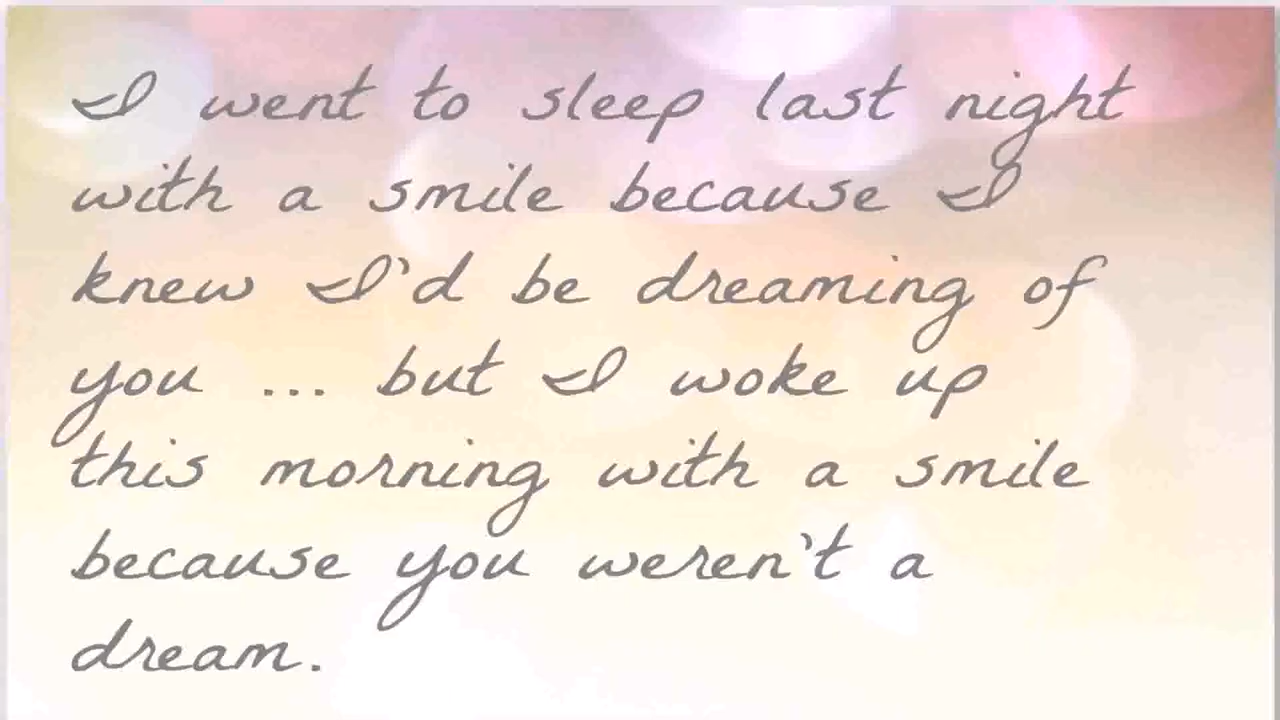 I went to sleep last night
with a smile because I
knew I'd be dreaming of
you ... but I woke up
this morning with a smile
because you weren't a
dream.